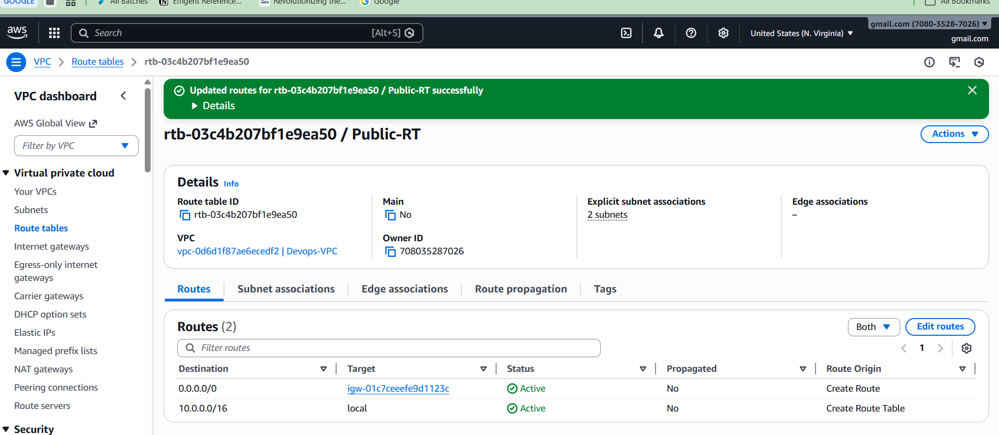 GOOGLE All Batches Effigent Reference... Revolutionizing the... Google All Bookmarks
aws Search [Alt+S] United States (N. Virginia) gmail.com (7080-3528-7026)
gmail.com
VPC Route tables rtb-03c4b207bf1e9ea50
VPC dashboard
AWS Global View
Filter by VPC
Virtual private cloud
Your VPCs
Subnets
Route tables
Internet gateways
Egress-only internet
gateways
Carrier gateways
DHCP option sets
Elastic IPs
Managed prefix lists
NAT gateways
Peering connections
Route servers
Security
Updated routes for rtb-03c4b207bf1e9ea50 / Public-RT successfully
Details
rtb-03c4b207bf1e9ea50 / Public-RT
Actions
Details Info
Route table ID
rtb-03c4b207bf1e9ea50
Main
No
Explicit subnet associations
2 subnets
Edge associations
–
VPC
vpc-0d6d1f87ae6ecedf2 | Devops-VPC
Owner ID
708035287026
Routes Subnet associations Edge associations Route propagation Tags
Routes (2)
Both
Edit routes
Filter routes
1
Destination Target Status Propagated Route Origin
0.0.0.0/0 igw-01c7ceeefe9d1123c Active No Create Route
10.0.0.0/16 local Active No Create Route Table